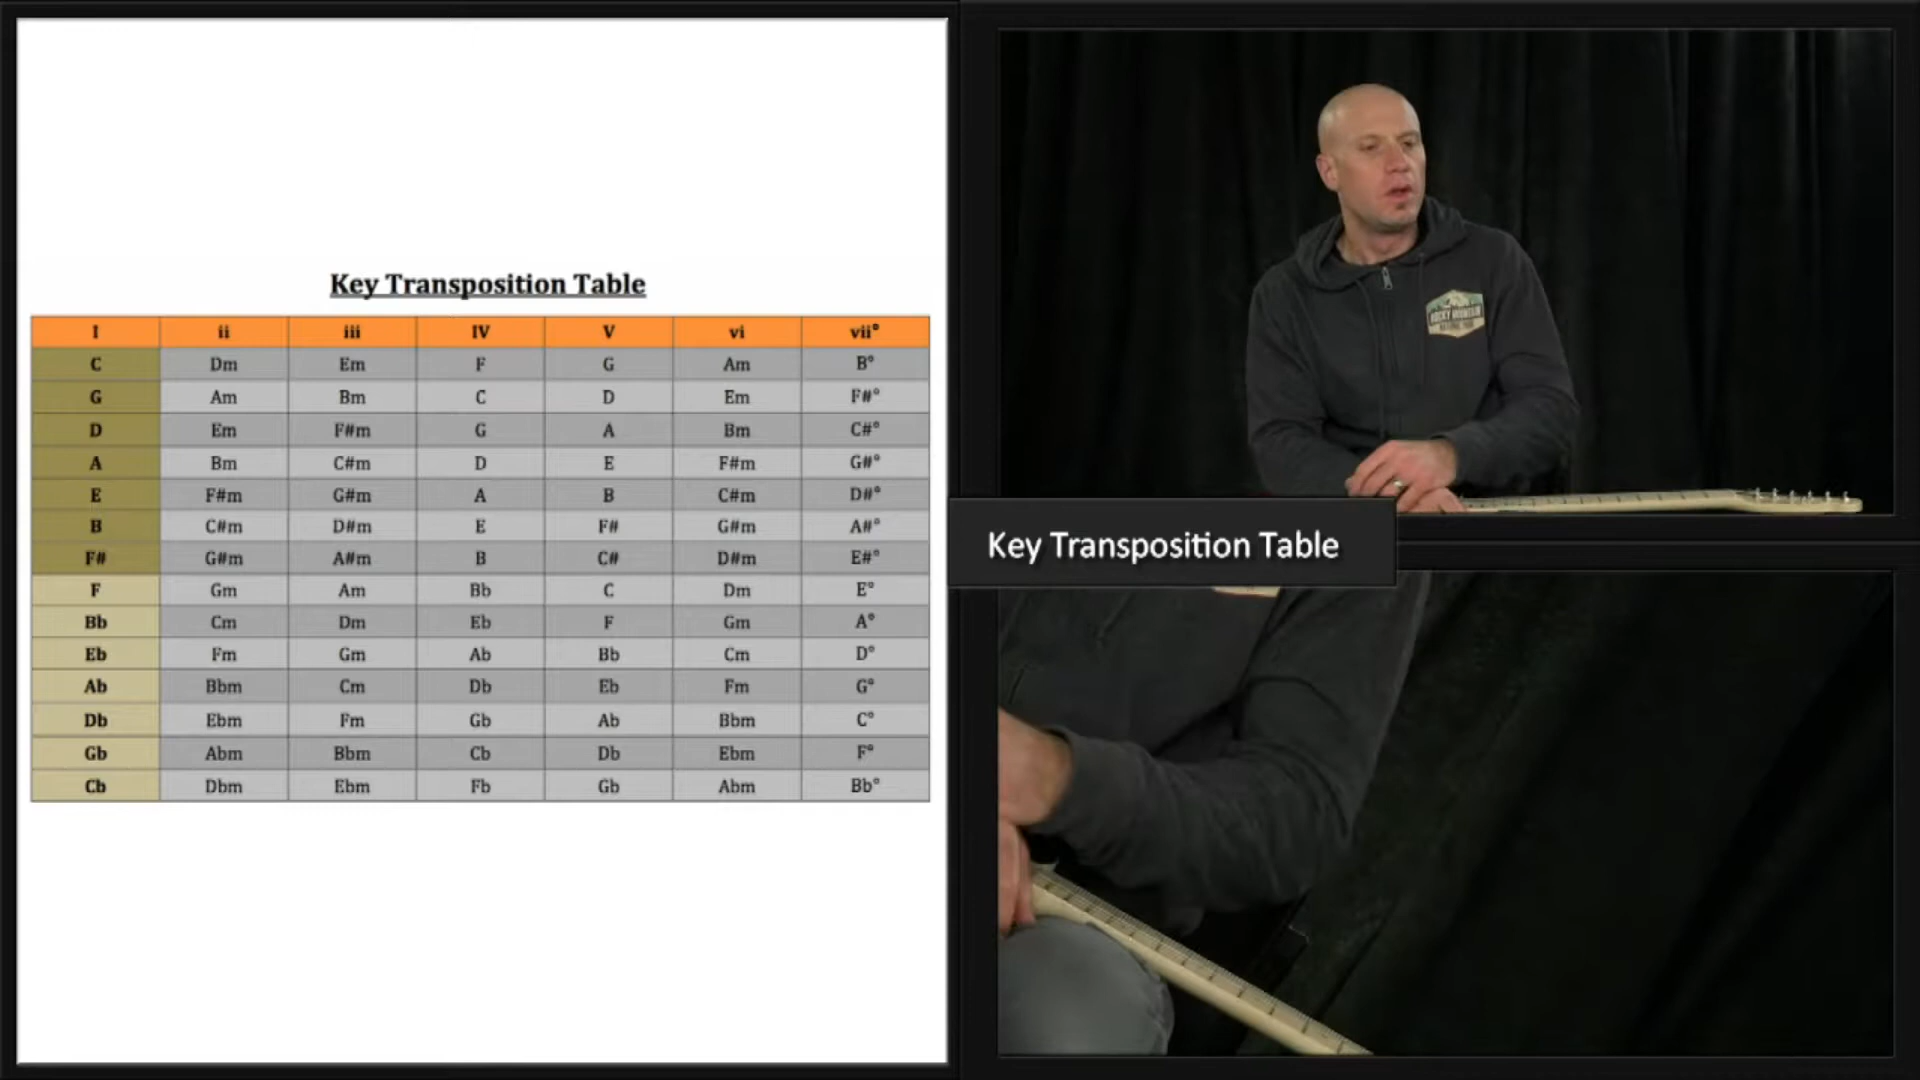 Key Transposition Table
I ii iii IV V vi vii°
C Dm Em F G Am B°
G Am Bm C D Em F#°
D Em F#m G A Bm C#°
A Bm C#m D E F#m G#°
E F#m G#m A B C#m D#°
B C#m D#m E F# G#m A#°
F# G#m A#m B C# D#m E#°
F Gm Am Bb C Dm E°
Bb Cm Dm Eb F Gm A°
Eb Fm Gm Ab Bb Cm D°
Ab Bbm Cm Db Eb Fm G°
Db Ebm Fm Gb Ab Bbm C°
Gb Abm Bbm Cb Db Ebm F°
Cb Dbm Ebm Fb Gb Abm Bb°
ROCKY MOUNTAIN
Key Transposition Table